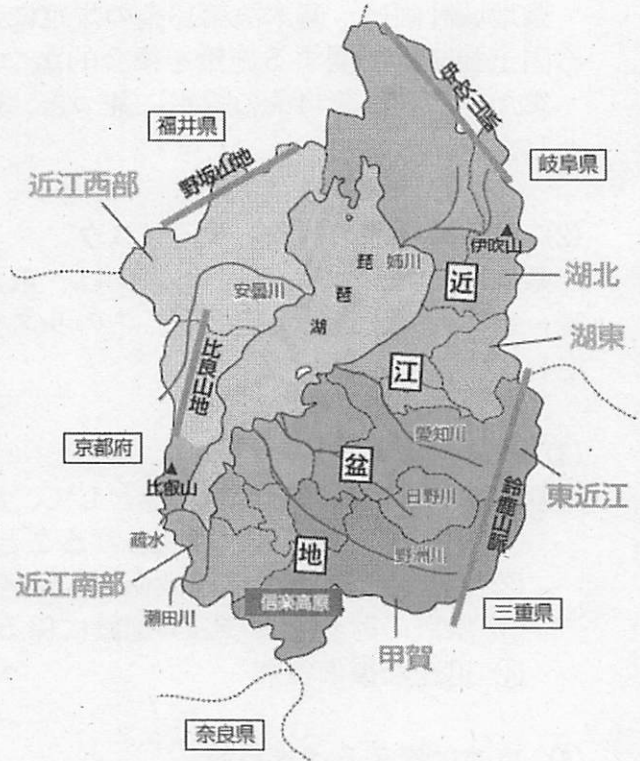 伊吹山系
福井県
野坂山地
岐阜県
近江西部
伊吹山
琵琶湖
姉川
近江盆地
湖北
安曇川
湖東
比良山地
愛知川
京都府
比叡山
日野川
東近江
鈴鹿山脈
疏水
野洲川
近江南部
信楽高原
瀬田川
三重県
甲賀
奈良県